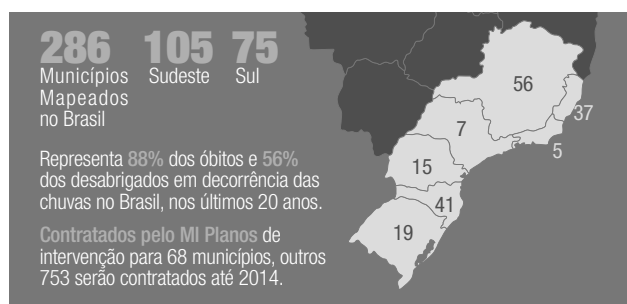 286 105 75
Municípios Sudeste Sul
Mapeados
no Brasil
Representa 88% dos óbitos e 56%
dos desabrigados em decorrência das
chuvas no Brasil, nos últimos 20 anos.
Contratados pelo MI Planos de
intervenção para 68 municípios, outros
753 serão contratados até 2014.
56
37
7
5
15
41
19